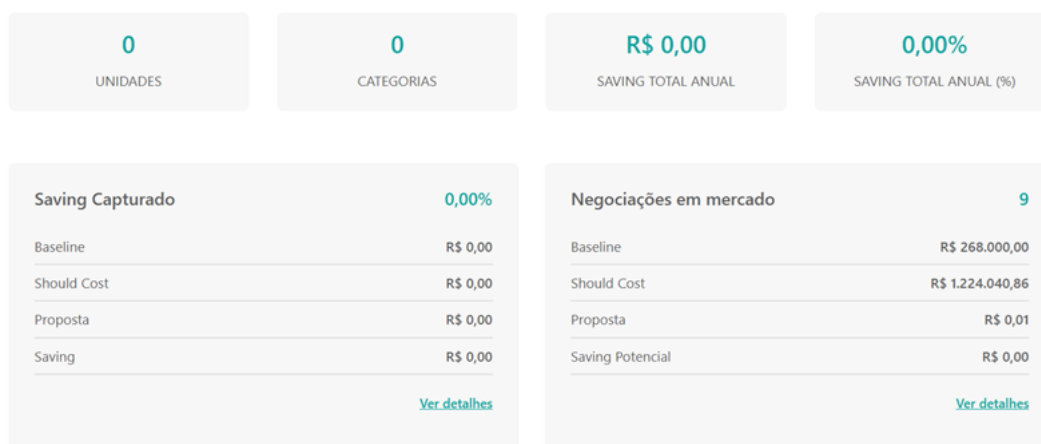 0
UNIDADES
0
CATEGORIAS
R$ 0,00
SAVING TOTAL ANUAL
0,00%
SAVING TOTAL ANUAL (%)
Saving Capturado 0,00%
Baseline R$ 0,00
Should Cost R$ 0,00
Proposta R$ 0,00
Saving R$ 0,00
Ver detalhes
Negociações em mercado 9
Baseline R$ 268.000,00
Should Cost R$ 1.224.040,86
Proposta R$ 0,01
Saving Potencial R$ 0,00
Ver detalhes